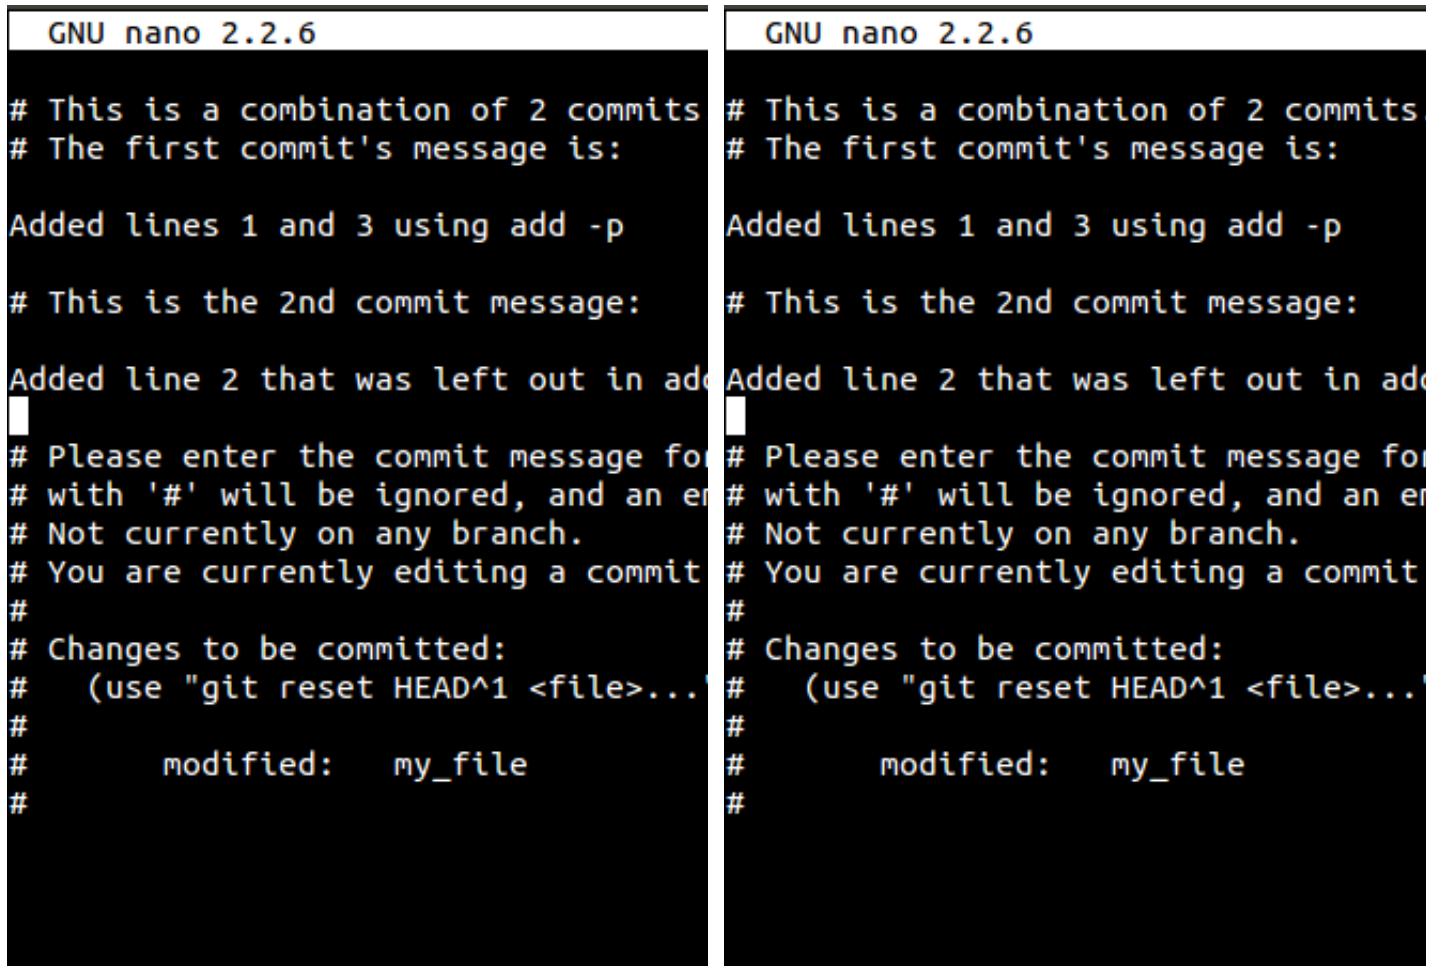 GNU nano 2.2.6
# This is a combination of 2 commits
# The first commit's message is:
Added lines 1 and 3 using add -p
# This is the 2nd commit message:
Added line 2 that was left out in add
# Please enter the commit message for
# with '#' will be ignored, and an
# Not currently on any branch.
# You are currently editing a commit
#
# Changes to be committed:
# (use "git reset HEAD^1 <file>..."
#
# modified: my_file
#
GNU nano 2.2.6
# This is a combination of 2 commits.
# The first commit's message is:
Added lines 1 and 3 using add -p
# This is the 2nd commit message:
Added line 2 that was left out in add
# Please enter the commit message for
# with '#' will be ignored, and an
# Not currently on any branch.
# You are currently editing a commit
#
# Changes to be committed:
# (use "git reset HEAD^1 <file>..."
#
# modified: my_file
#